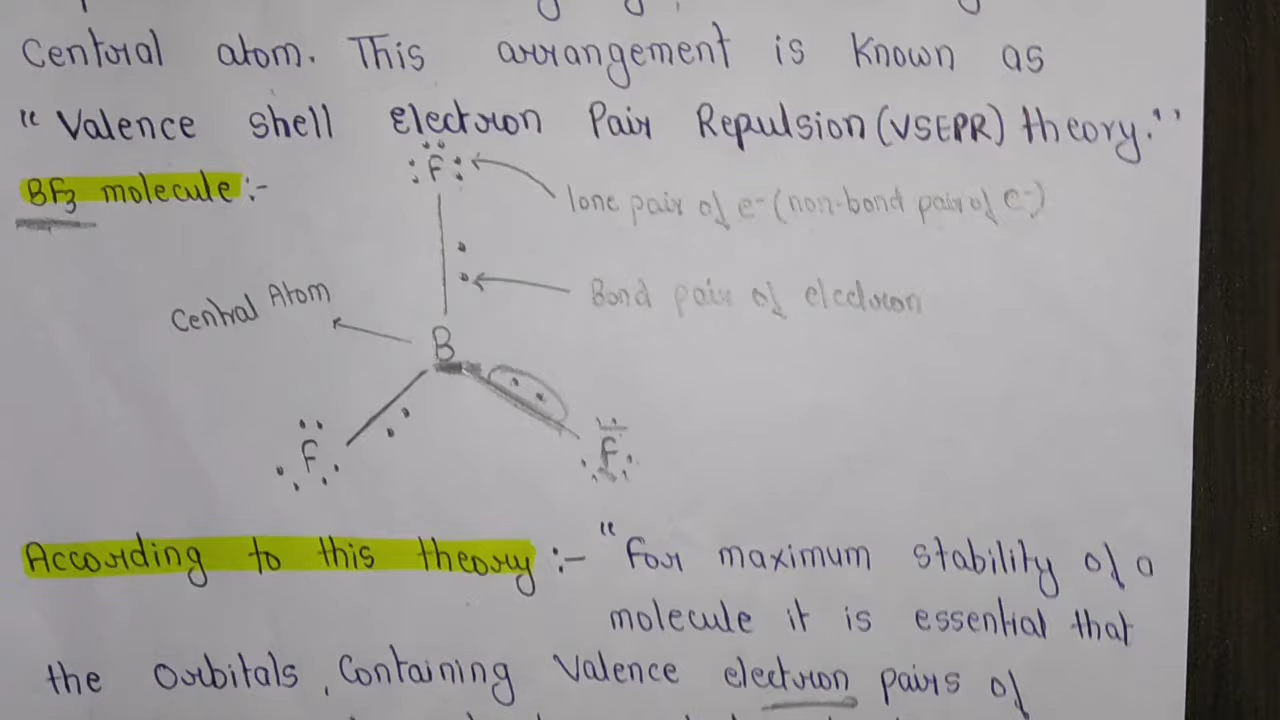 Central atom. This arrangement is known as
"Valence shell electron Pair Repulsion (VSEPR) theory."
BF3 molecule:-
F
lone pair of e- (non-bond pair of e-)
Bond pair of electron
Central Atom
B
F
F
According to this theory:- "For maximum stability of a
molecule it is essential that
the orbitals, containing valence electron pairs of